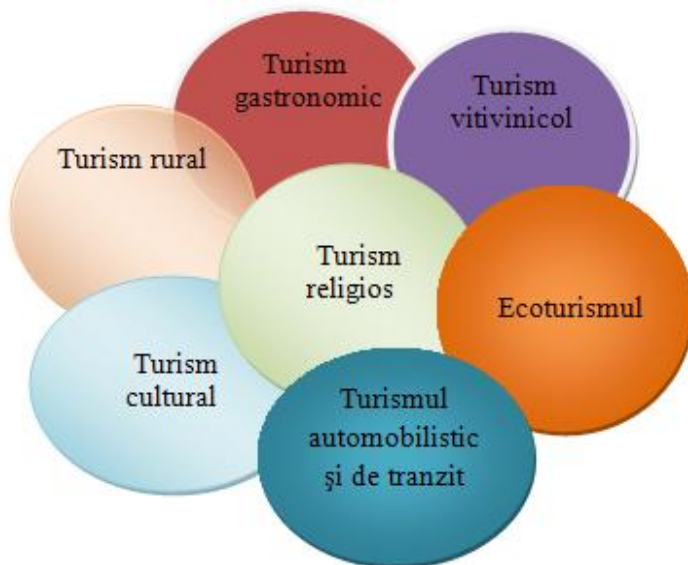 Turism
gastronomic
Turism
vitivinicol
Turism rural
Turism
religios
Ecoturismul
Turism
cultural
Turismul
automobilistic
şi de tranzit